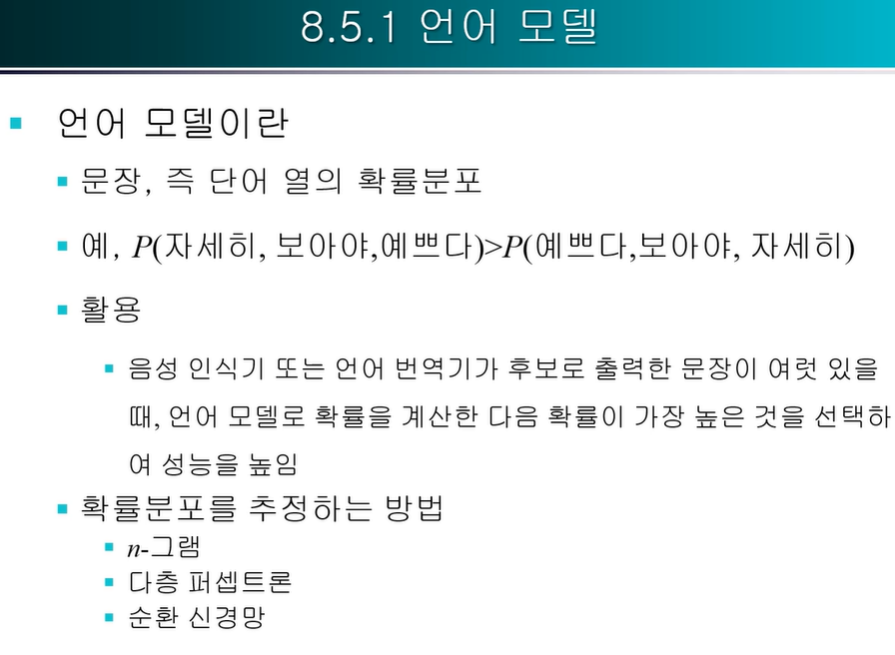 8.5.1 언어 모델
언어 모델이란
문장, 즉 단어 열의 확률분포
예, P(자세히, 보아야,예쁘다)>P(예쁘다,보아야, 자세히)
활용
음성 인식기 또는 언어 번역기가 후보로 출력한 문장이 여럿 있을
때, 언어 모델로 확률을 계산한 다음 확률이 가장 높은 것을 선택하
여 성능을 높임
확률분포를 추정하는 방법
n-그램
다층 퍼셉트론
순환 신경망